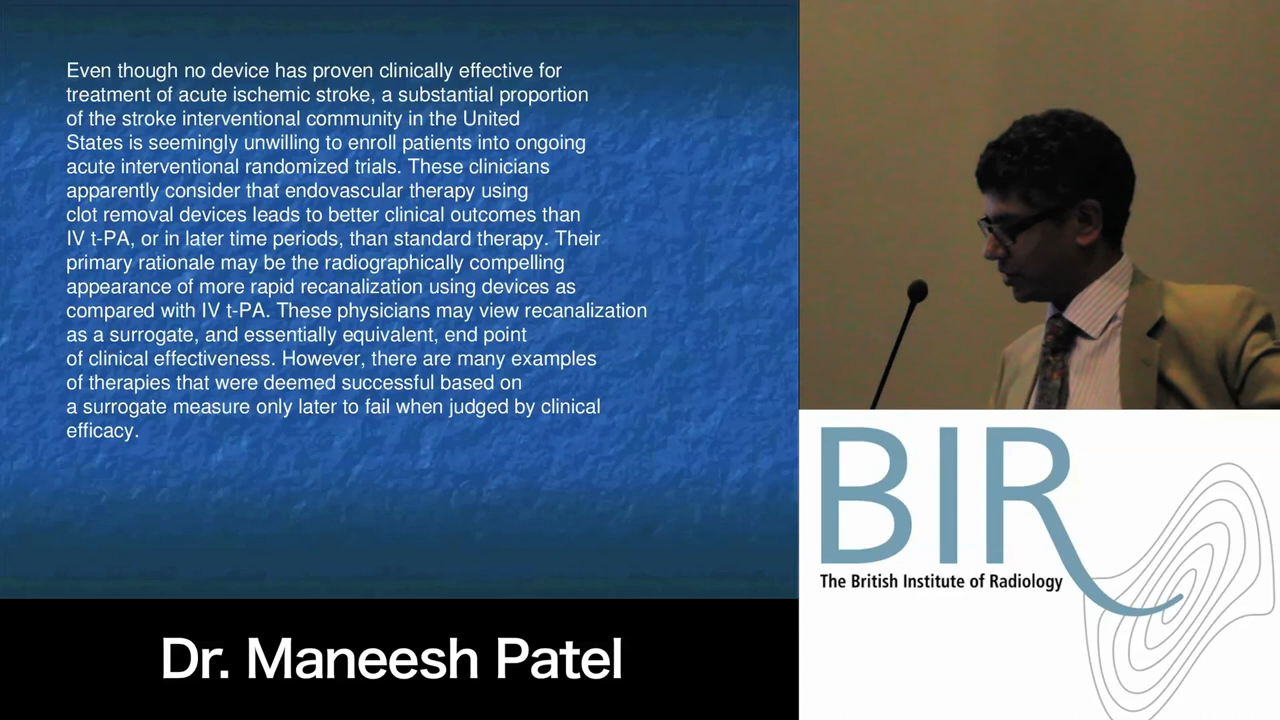 Even though no device has proven clinically effective for
treatment of acute ischemic stroke, a substantial proportion
of the stroke interventional community in the United
States is seemingly unwilling to enroll patients into ongoing
acute interventional randomized trials. These clinicians
apparently consider that endovascular therapy using
clot removal devices leads to better clinical outcomes than
IV t-PA, or in later time periods, than standard therapy. Their
primary rationale may be the radiographically compelling
appearance of more rapid recanalization using devices as
compared with IV t-PA. These physicians may view recanalization
as a surrogate, and essentially equivalent, end point
of clinical effectiveness. However, there are many examples
of therapies that were deemed successful based on
a surrogate measure only later to fail when judged by clinical
efficacy.
Dr. Maneesh Patel
BIR
The British Institute of Radiology